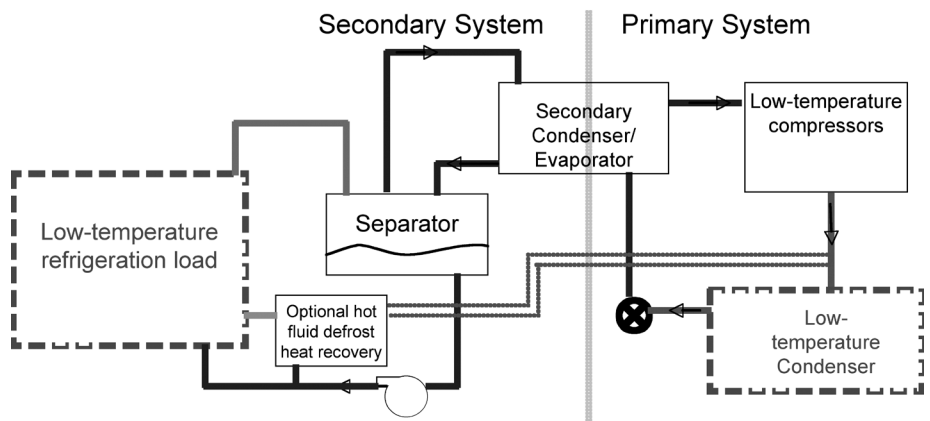 Secondary System
Primary System
Secondary
Condenser/
Evaporator
Low-temperature
compressors
Separator
Low-temperature
refrigeration load
Optional hot
fluid defrost
heat recovery
Low-
temperature
Condenser